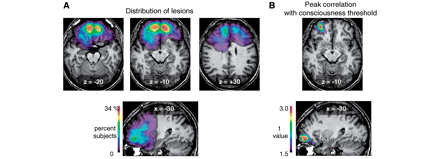 A
Distribution of lesions
z = -20
z = -10
z = +30
34 %
percent
subjects
0
x = -30
B
Peak correlation
with consciousness threshold
z = -10
3.0
t
value
1.5
x = -30